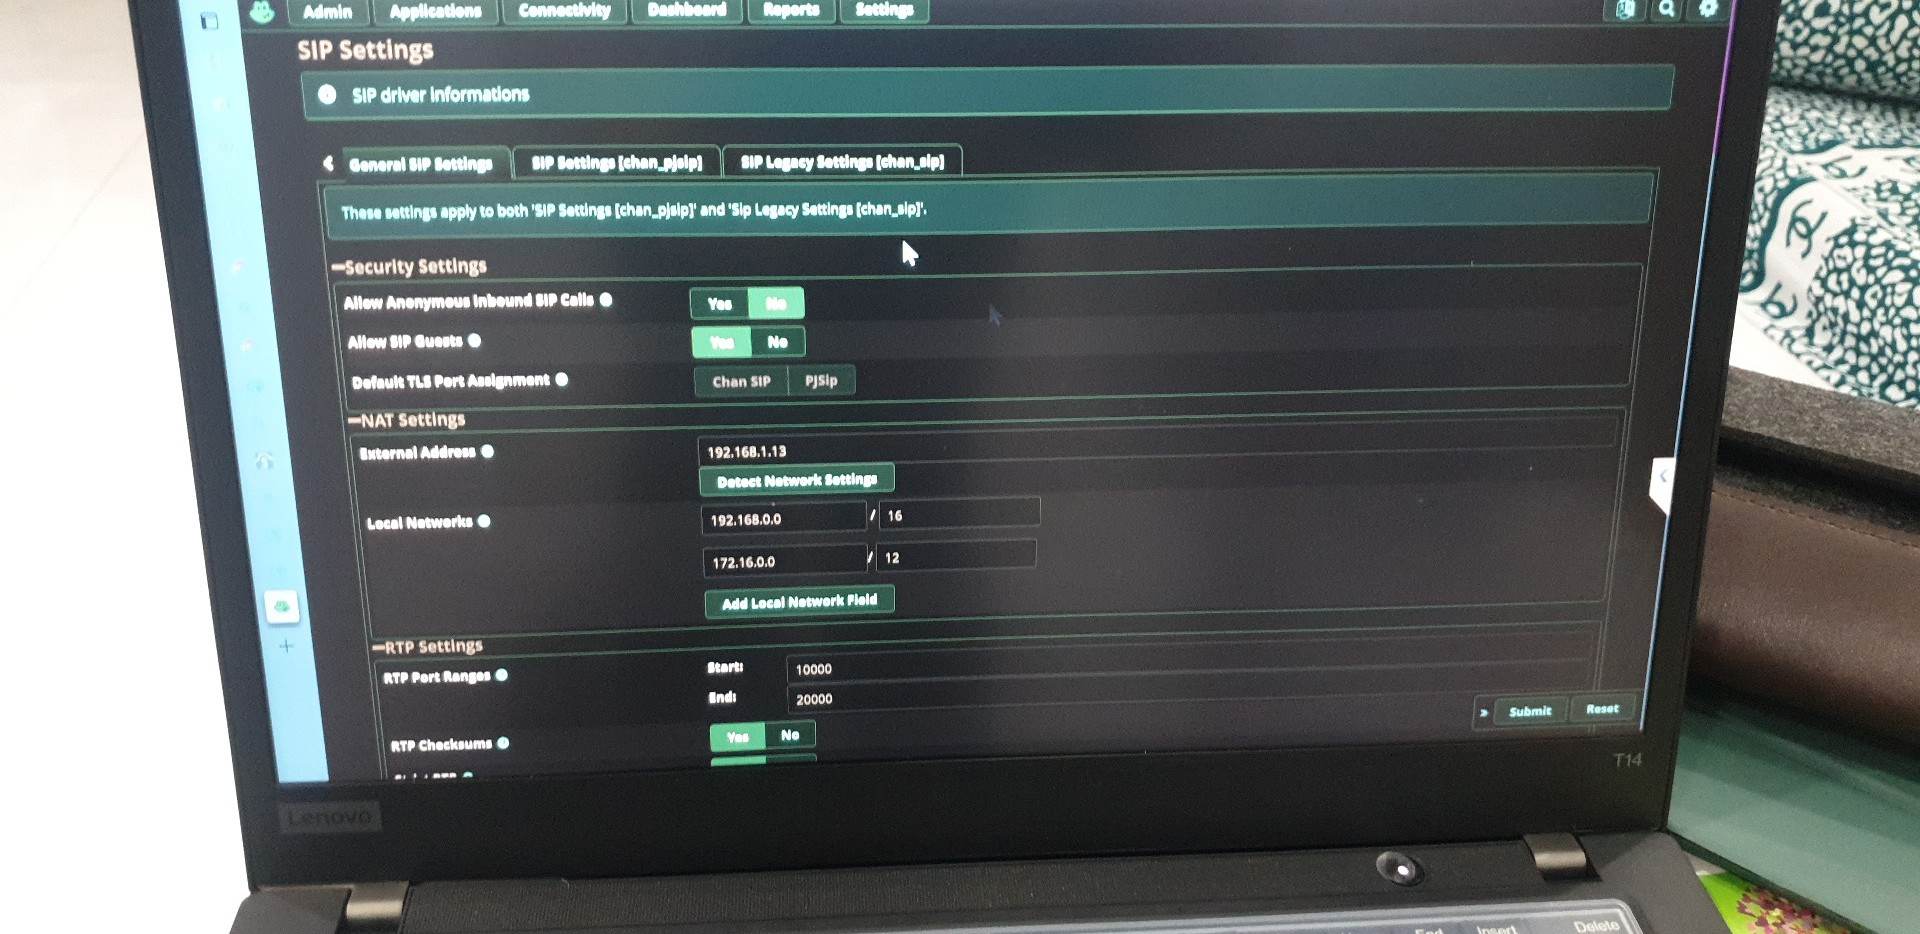 Admin Applications Connectivity Dashboard Reports Settings
SIP Settings
SIP driver informations
General SIP Settings SIP Settings [chan_pjsip] SIP Legacy Settings [chan_sip]
These settings apply to both 'SIP Settings [chan_pjsip]' and 'Sip Legacy Settings [chan_sip]'.
Security Settings
Allow Anonymous Inbound SIP Calls Yes No
Allow SIP Guests Yes No
Default TLS Port Assignment Chan SIP PJSip
NAT Settings
External Address 192.168.1.13
Detect Network Settings
Local Networks 192.168.0.0 / 16
172.16.0.0 / 12
Add Local Network Field
RTP Settings
RTP Port Ranges Start: 10000
End: 20000
Submit Reset
RTP Checksums Yes No
T14
Lenovo
End Insert Delete